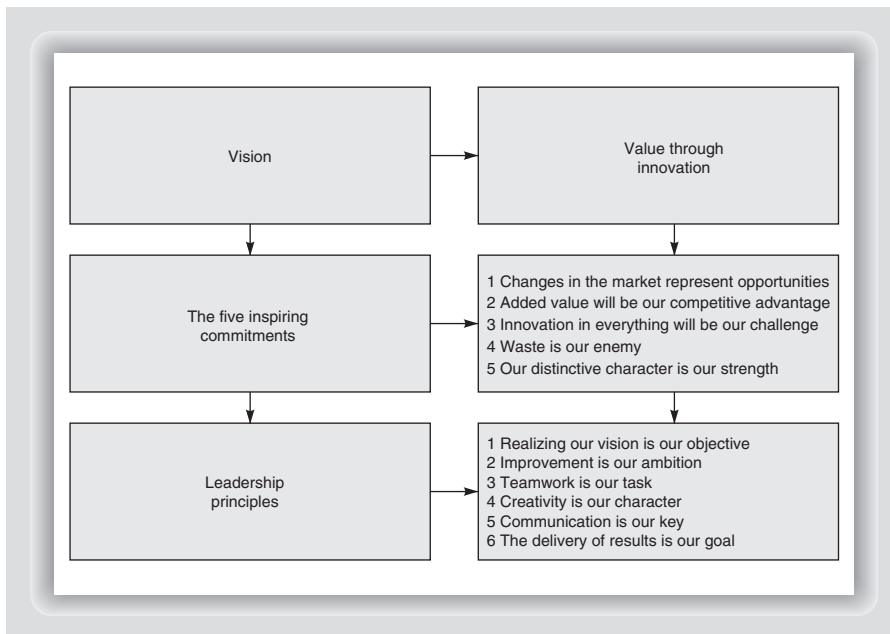 Vision
Value through
innovation
The five inspiring
commitments
1 Changes in the market represent opportunities
2 Added value will be our competitive advantage
3 Innovation in everything will be our challenge
4 Waste is our enemy
5 Our distinctive character is our strength
Leadership
principles
1 Realizing our vision is our objective
2 Improvement is our ambition
3 Teamwork is our task
4 Creativity is our character
5 Communication is our key
6 The delivery of results is our goal